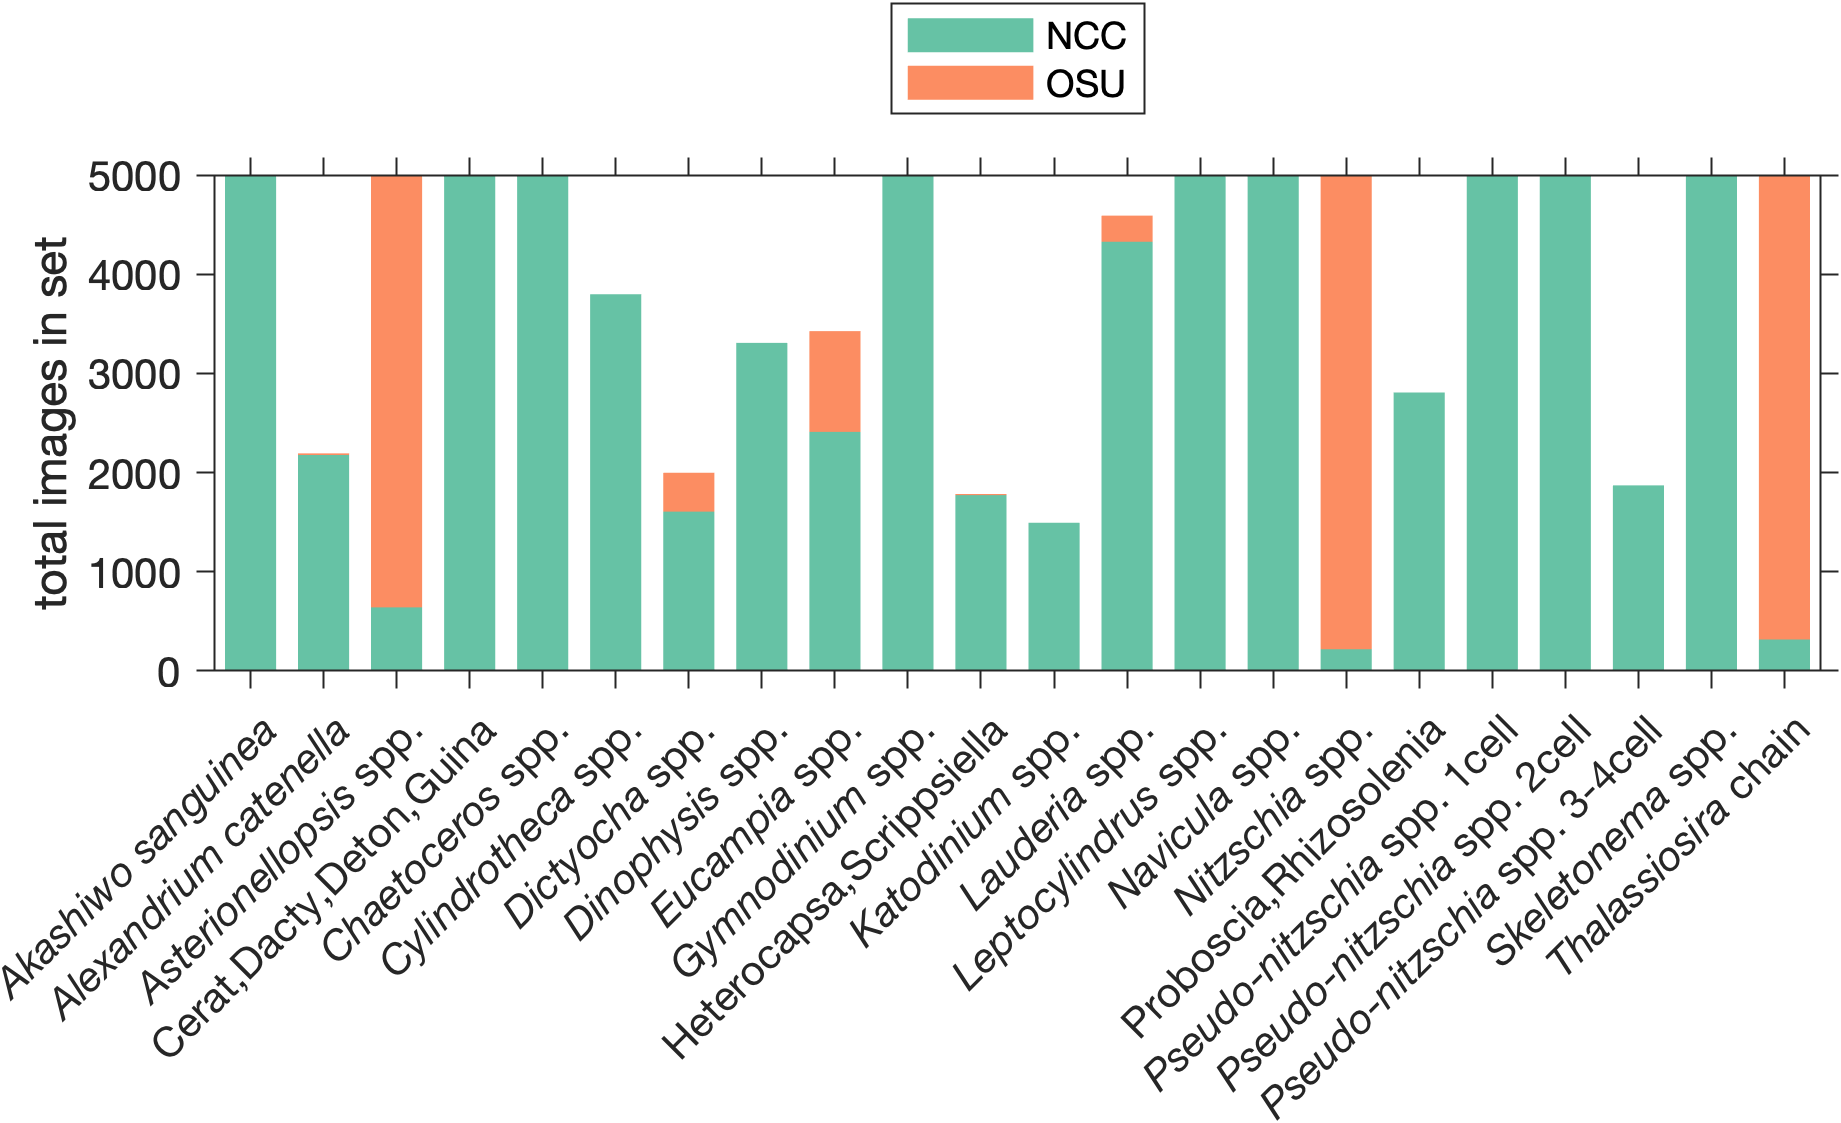 NCC
OSU
total images in set
5000
4000
3000
2000
1000
0
Akashiwo sanguinea
Alexandrium catenella
Asterionellopsis spp.
Cerat,Dacty,Deton,Guina
Chaetoceros spp.
Cylindrotheca spp.
Dictyocha spp.
Dinophysis spp.
Eucampia spp.
Gymnodinium spp.
Heterocapsa,Scrippsiella
Katodinium spp.
Lauderia spp.
Leptocylindrus spp.
Navicula spp.
Nitzschia spp.
Proboscia,Rhizosolenia
Pseudo-nitzschia spp. 1cell
Pseudo-nitzschia spp. 2cell
Pseudo-nitzschia spp. 3-4cell
Skeletonema spp.
Thalassiosira chain